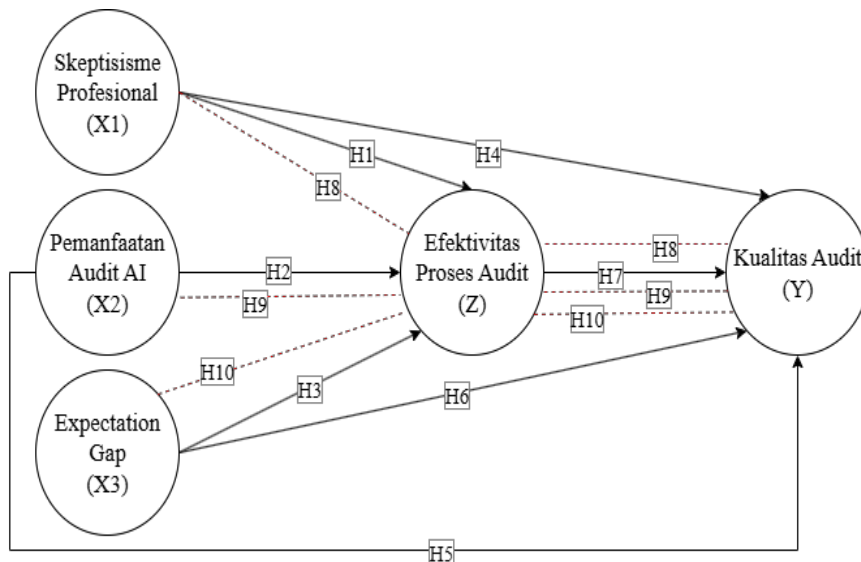 Skeptisisme
Profesional
(X1)
H1
H4
H8
Pemanfaatan
Audit AI
(X2)
H2
H9
Efektivitas
Proses Audit
(Z)
H8
H7
H9
H10
Kualitas Audit
(Y)
H10
H3
H6
Expectation
Gap
(X3)
H5